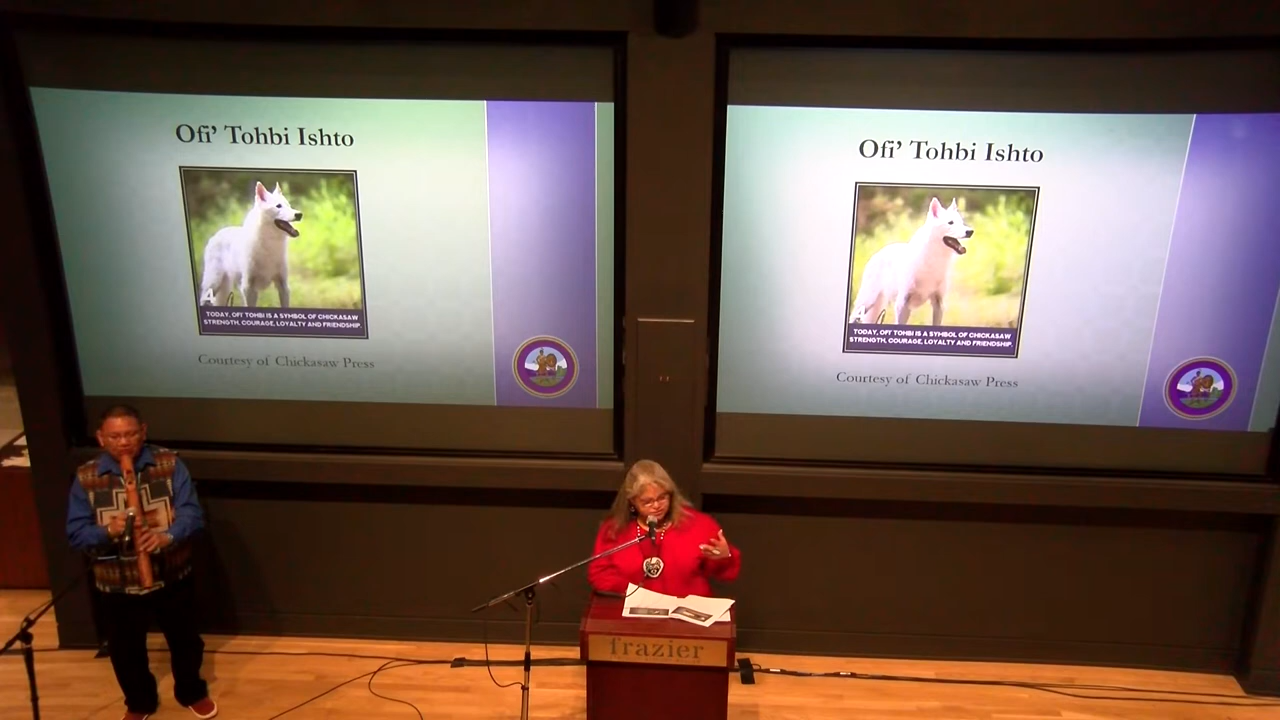 Ofi' Tohbi Ishto
TODAY, OFI' TOHBI IS A SYMBOL OF CHICKASAW
STRENGTH, COURAGE, LOYALTY AND FRIENDSHIP.
Courtesy of Chickasaw Press
Ofi' Tohbi Ishto
TODAY, OFI' TOHBI IS A SYMBOL OF CHICKASAW
STRENGTH, COURAGE, LOYALTY AND FRIENDSHIP.
Courtesy of Chickasaw Press
frazier